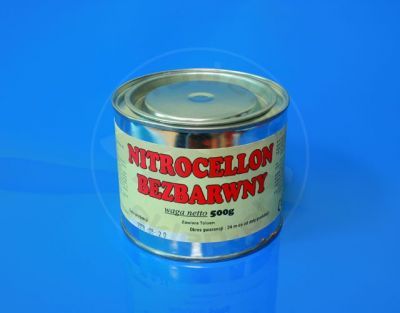 NITROCELLON
BEZBARWNY
waga netto 500g
Zawiera Toluen
Okres gwarancji : 24 m-ce od daty produkcji